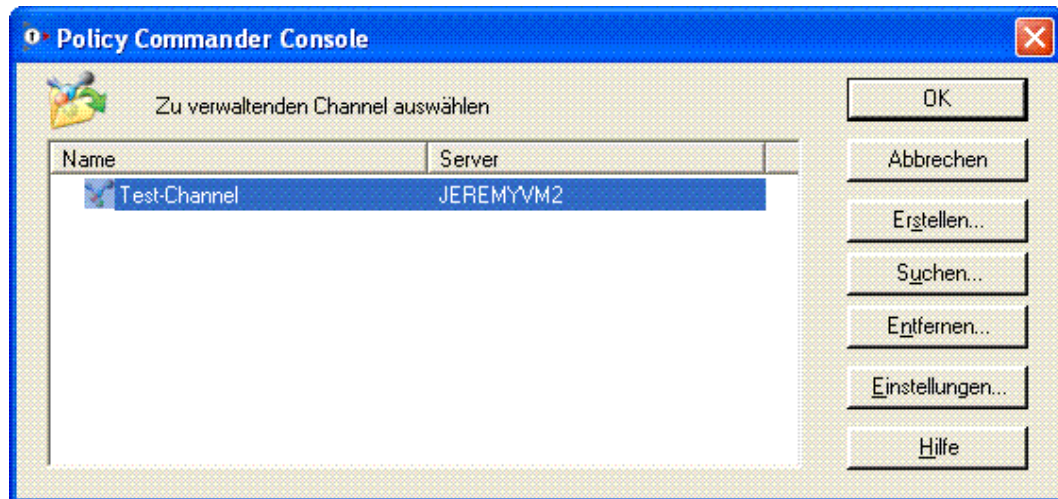 Policy Commander Console
Zu verwaltenden Channel auswählen
Name Server
Test-Channel JEREMYVM2
OK
Abbrechen
Erstellen...
Suchen...
Entfernen...
Einstellungen...
Hilfe